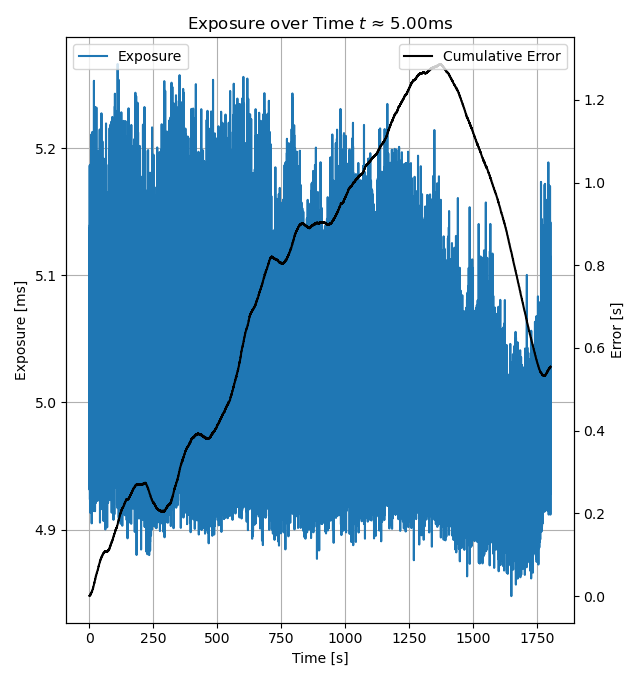 Exposure over Time t ≈ 5.00ms
Exposure
Cumulative Error
5.2
5.1
5.0
4.9
Exposure [ms]
1.2
1.0
0.8
0.6
0.4
0.2
0.0
Error [s]
0 250 500 750 1000 1250 1500 1750
Time [s]